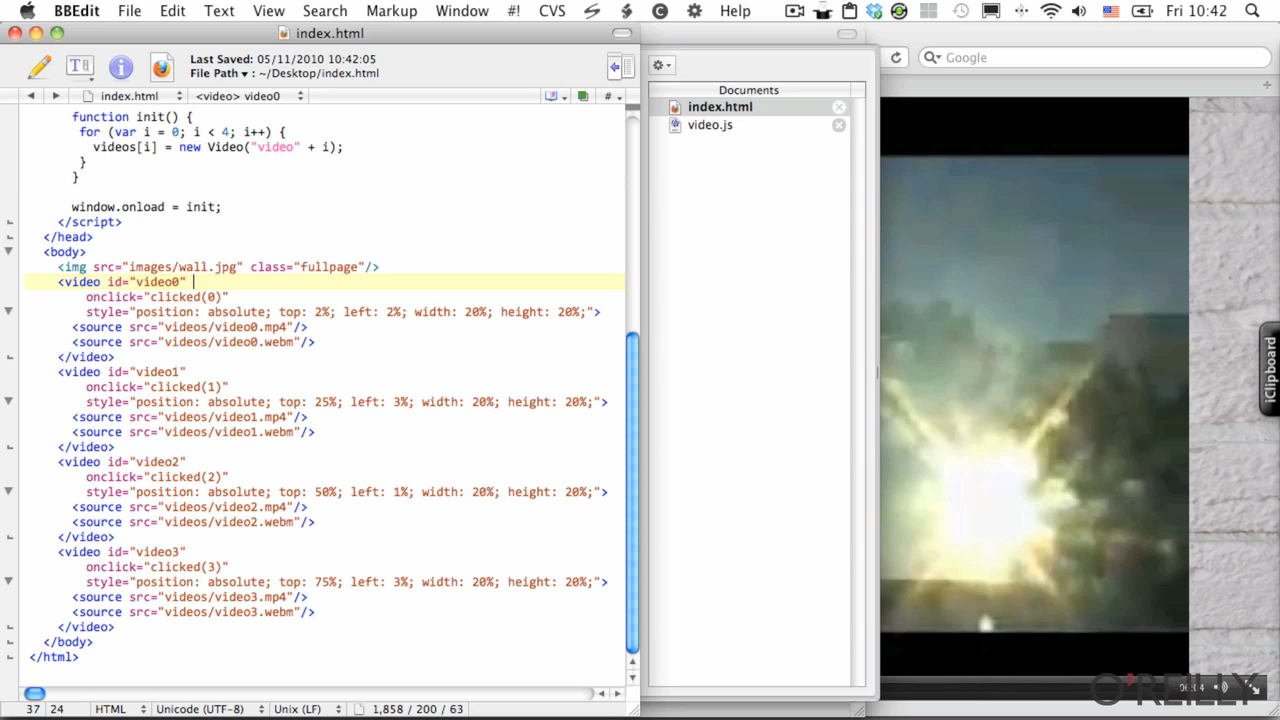 BBEdit File Edit Text View Search Markup Window #! CVS Help Fri 10:42
index.html
Last Saved: 05/11/2010 10:42:05
File Path ▾ : ~/Desktop/index.html
index.html <video> video0 #
Google
Documents
index.html
video.js
function init() {
for (var i = 0; i < 4; i++) {
videos[i] = new Video("video" + i);
}
}
window.onload = init;
</script>
</head>
<body>
<img src="images/wall.jpg" class="fullpage"/>
<video id="video0"
onclick="clicked(0)"
style="position: absolute; top: 2%; left: 2%; width: 20%; height: 20%;">
<source src="videos/video0.mp4"/>
<source src="videos/video0.webm"/>
</video>
<video id="video1"
onclick="clicked(1)"
style="position: absolute; top: 25%; left: 3%; width: 20%; height: 20%;">
<source src="videos/video1.mp4"/>
<source src="videos/video1.webm"/>
</video>
<video id="video2"
onclick="clicked(2)"
style="position: absolute; top: 50%; left: 1%; width: 20%; height: 20%;">
<source src="videos/video2.mp4"/>
<source src="videos/video2.webm"/>
</video>
<video id="video3"
onclick="clicked(3)"
style="position: absolute; top: 75%; left: 3%; width: 20%; height: 20%;">
<source src="videos/video3.mp4"/>
<source src="videos/video3.webm"/>
</video>
</body>
</html>
iClipboard
06:04
O'REILLY
37 24 HTML Unicode (UTF-8) Unix (LF) 1,858 / 200 / 63